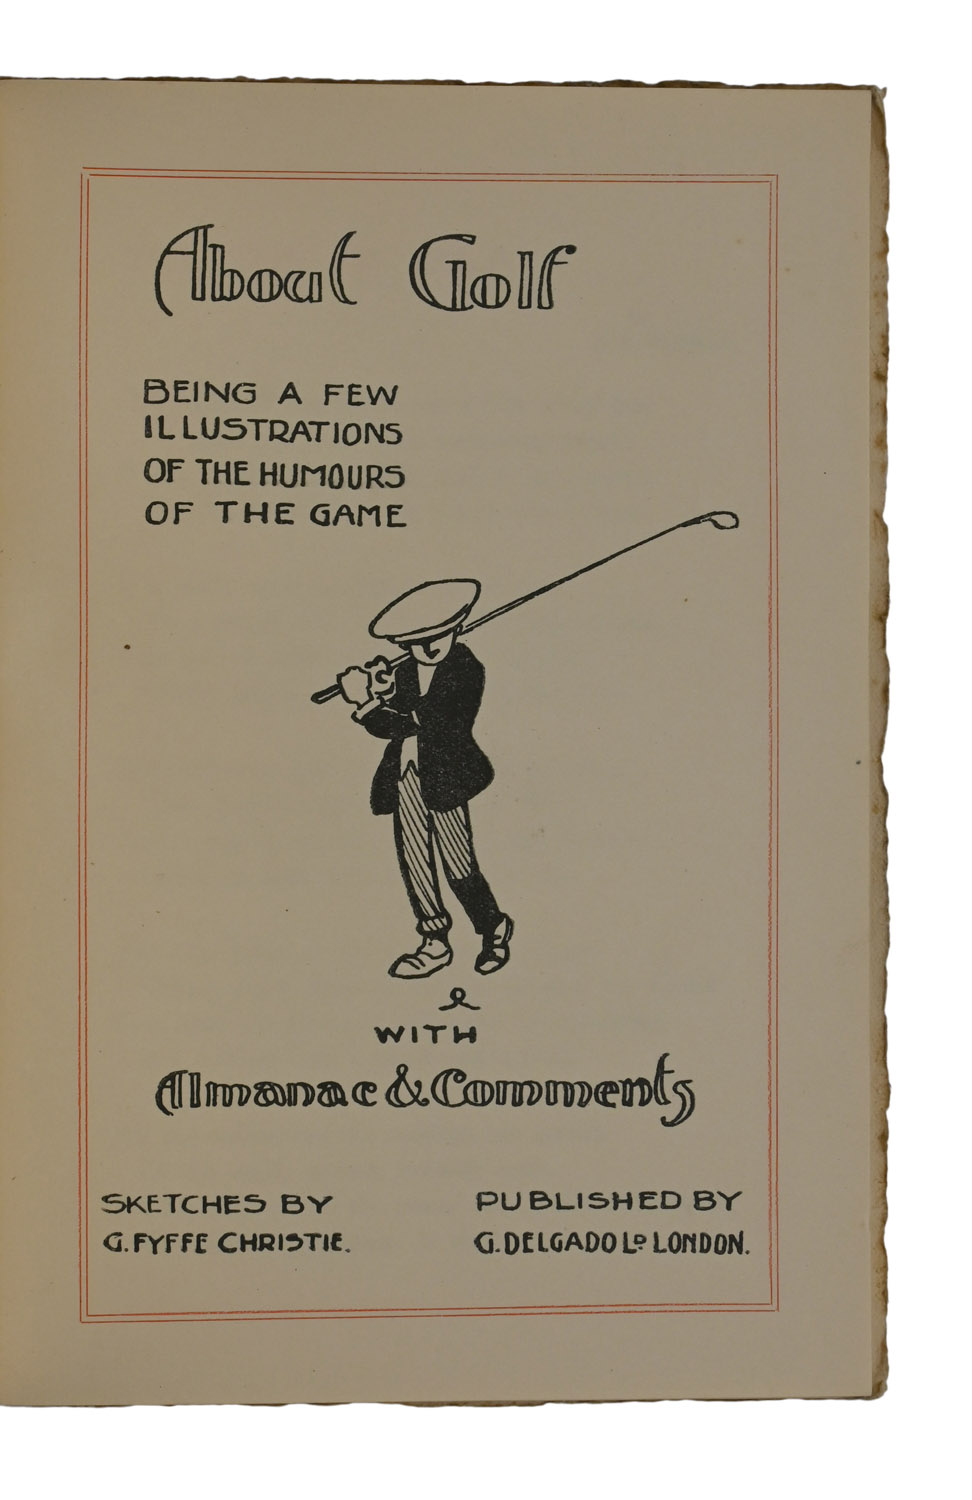 About Golf
BEING A FEW
ILLUSTRATIONS
OF THE HUMOURS
OF THE GAME
WITH
Almanac & Comments
SKETCHES BY
G. FYFFE CHRISTIE.
PUBLISHED BY
G. DELGADO LD LONDON.